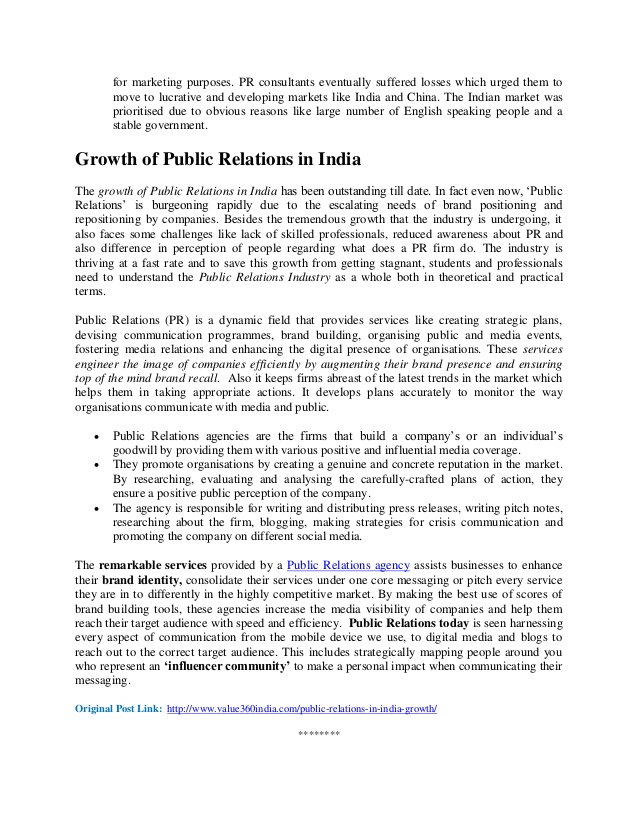 for marketing purposes. PR consultants eventually suffered losses which urged them to
move to lucrative and developing markets like India and China. The Indian market was
prioritised due to obvious reasons like large number of English speaking people and a
stable government.
Growth of Public Relations in India
The growth of Public Relations in India has been outstanding till date. In fact even now, ‘Public
Relations’ is burgeoning rapidly due to the escalating needs of brand positioning and
repositioning by companies. Besides the tremendous growth that the industry is undergoing, it
also faces some challenges like lack of skilled professionals, reduced awareness about PR and
also difference in perception of people regarding what does a PR firm do. The industry is
thriving at a fast rate and to save this growth from getting stagnant, students and professionals
need to understand the Public Relations Industry as a whole both in theoretical and practical
terms.
Public Relations (PR) is a dynamic field that provides services like creating strategic plans,
devising communication programmes, brand building, organising public and media events,
fostering media relations and enhancing the digital presence of organisations. These services
engineer the image of companies efficiently by augmenting their brand presence and ensuring
top of the mind brand recall. Also it keeps firms abreast of the latest trends in the market which
helps them in taking appropriate actions. It develops plans accurately to monitor the way
organisations communicate with media and public.
• Public Relations agencies are the firms that build a company’s or an individual’s
goodwill by providing them with various positive and influential media coverage.
• They promote organisations by creating a genuine and concrete reputation in the market.
By researching, evaluating and analysing the carefully-crafted plans of action, they
ensure a positive public perception of the company.
• The agency is responsible for writing and distributing press releases, writing pitch notes,
researching about the firm, blogging, making strategies for crisis communication and
promoting the company on different social media.
The remarkable services provided by a Public Relations agency assists businesses to enhance
their brand identity, consolidate their services under one core messaging or pitch every service
they are in to differently in the highly competitive market. By making the best use of scores of
brand building tools, these agencies increase the media visibility of companies and help them
reach their target audience with speed and efficiency. Public Relations today is seen harnessing
every aspect of communication from the mobile device we use, to digital media and blogs to
reach out to the correct target audience. This includes strategically mapping people around you
who represent an ‘influencer community’ to make a personal impact when communicating their
messaging.
Original Post Link: http://www.value360india.com/public-relations-in-india-growth/
********